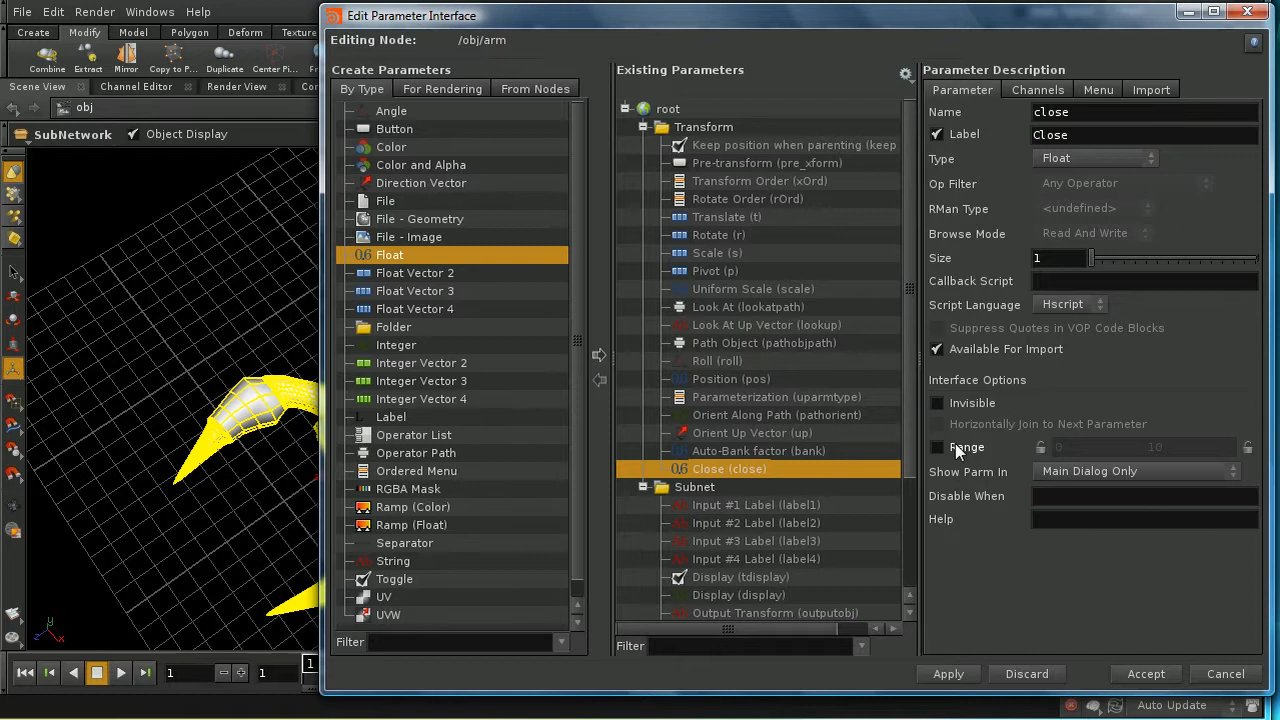 File Edit Render Windows Help
Create Modify Model Polygon Deform Texture
Combine Extract Mirror Copy to P... Duplicate Center Pi...
Scene View Channel Editor Render View
obj
SubNetwork Object Display
Edit Parameter Interface
Editing Node: /obj/arm
Create Parameters
By Type For Rendering From Nodes
Angle
Button
Color
Color and Alpha
Direction Vector
File
File - Geometry
File - Image
0.6 Float
Float Vector 2
Float Vector 3
Float Vector 4
Folder
Integer
Integer Vector 2
Integer Vector 3
Integer Vector 4
Label
Operator List
Operator Path
Ordered Menu
RGBA Mask
Ramp (Color)
Ramp (Float)
Separator
String
Toggle
UV
UVW
Filter
Existing Parameters
root
Transform
Keep position when parenting (keep
Pre-transform (pre_xform)
Transform Order (xOrd)
Rotate Order (rOrd)
Translate (t)
Rotate (r)
Scale (s)
Pivot (p)
Uniform Scale (scale)
Look At (lookatpath)
Look At Up Vector (lookup)
Path Object (pathobjpath)
Roll (roll)
Position (pos)
Parameterization (uparmtype)
Orient Along Path (pathorient)
Orient Up Vector (up)
Auto-Bank factor (bank)
0.6 Close (close)
Subnet
Input #1 Label (label1)
Input #2 Label (label2)
Input #3 Label (label3)
Input #4 Label (label4)
Display (tdisplay)
Display (display)
Output Transform (outputobj)
Filter
Parameter Description
Parameter Channels Menu Import
Name close
Label Close
Type Float
Op Filter Any Operator
RMan Type <undefined>
Browse Mode Read And Write
Size 1
Callback Script
Script Language Hscript
Suppress Quotes in VOP Code Blocks
Available For Import
Interface Options
Invisible
Horizontally Join to Next Parameter
Range 0 10
Show Parm In Main Dialog Only
Disable When
Help
Apply Discard Accept Cancel
1 1 1
Auto Update
y
z x